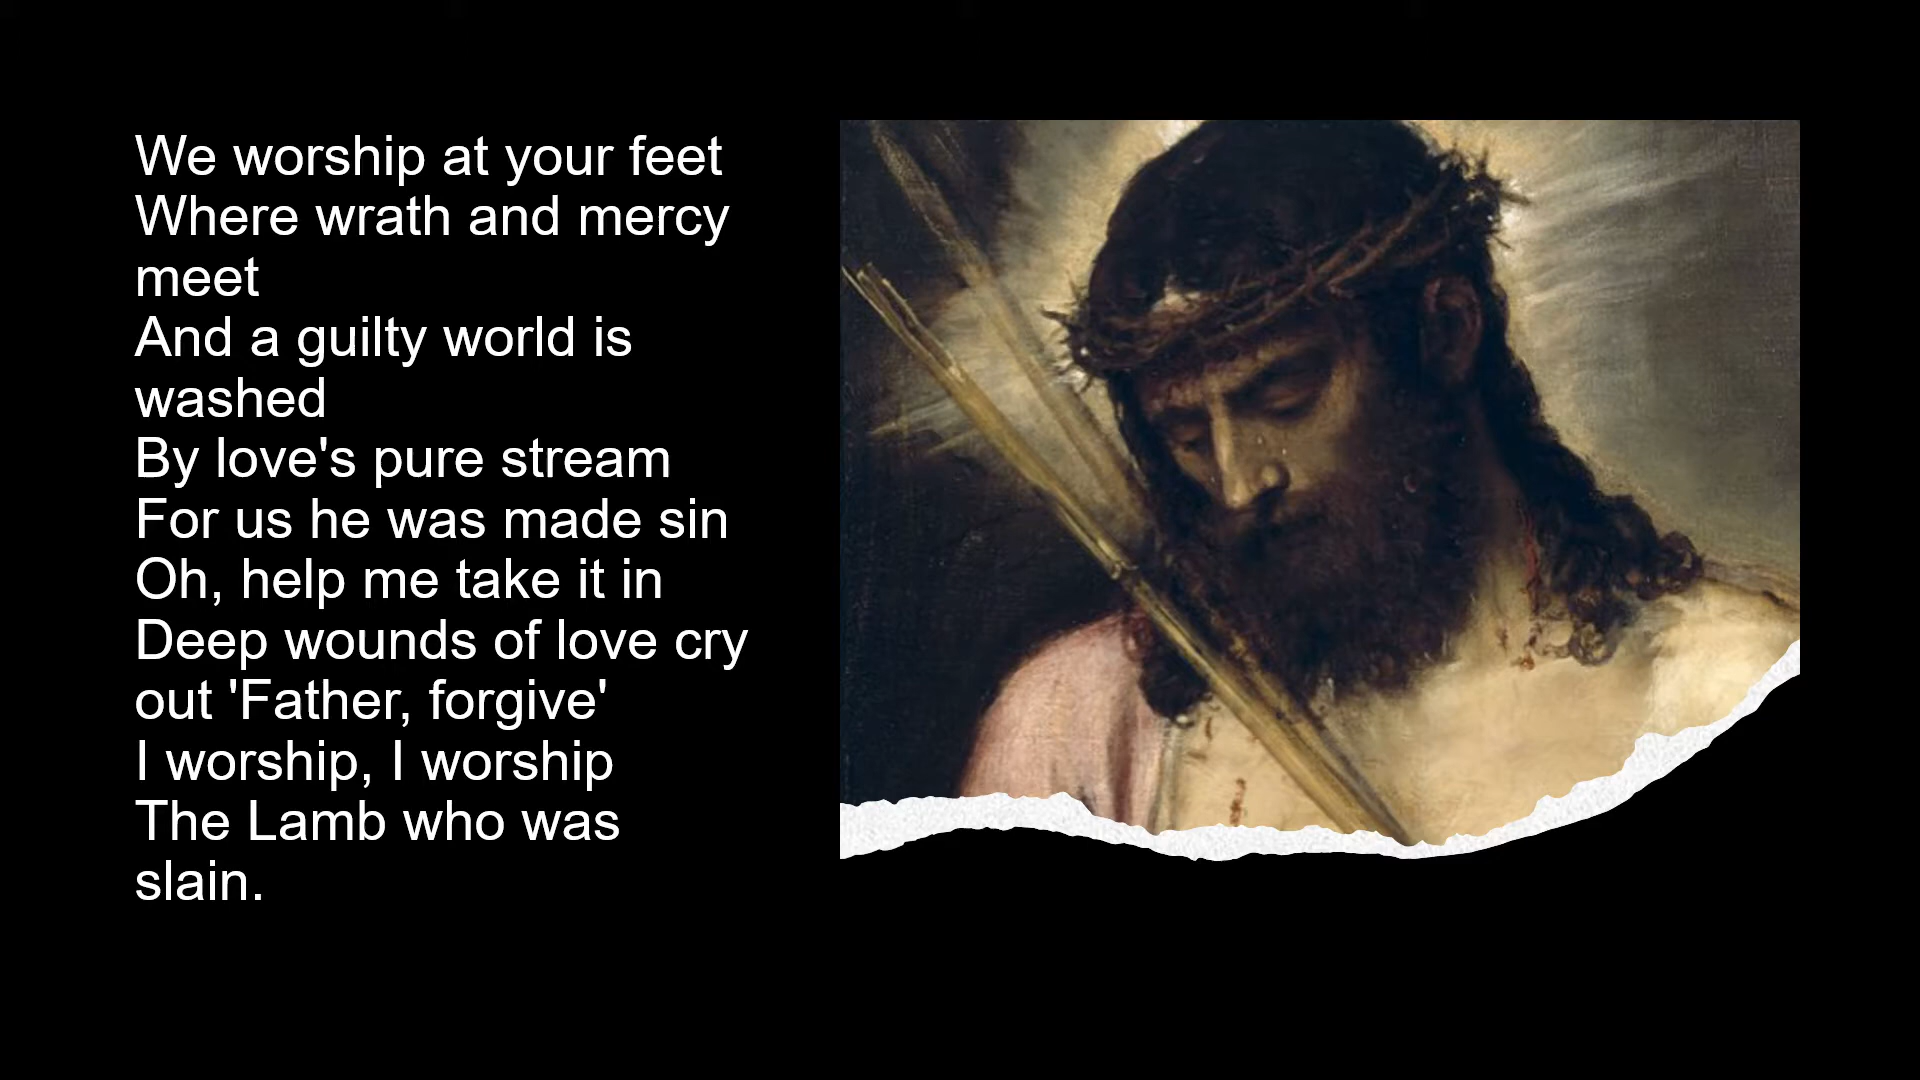 We worship at your feet
Where wrath and mercy
meet
And a guilty world is
washed
By love's pure stream
For us he was made sin
Oh, help me take it in
Deep wounds of love cry
out 'Father, forgive'
I worship, I worship
The Lamb who was
slain.